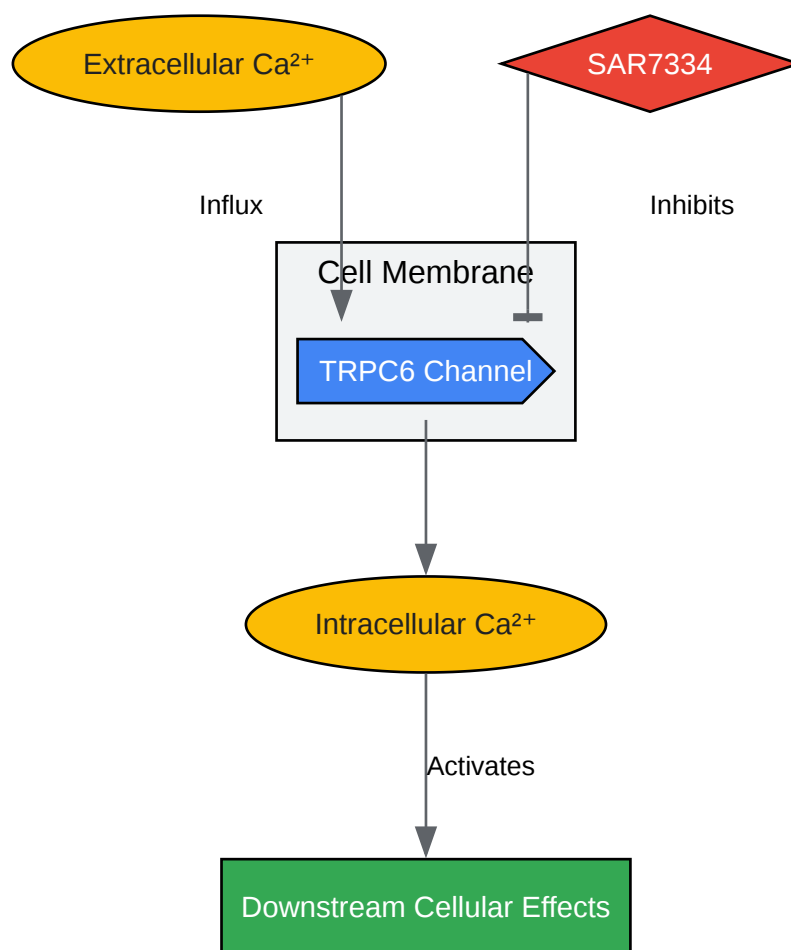 Extracellular Ca²⁺
SAR7334
Influx
Inhibits
Cell Membrane
TRPC6 Channel
Intracellular Ca²⁺
Activates
Downstream Cellular Effects